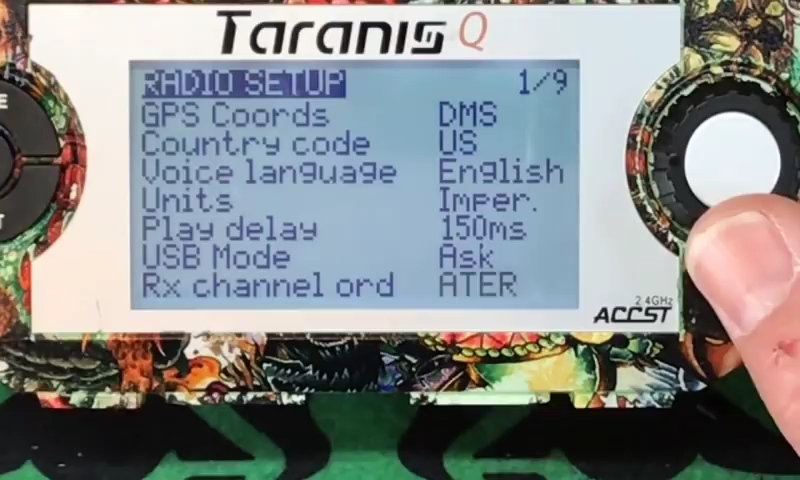 Taranis Q
RADIO SETUP 1/9
GPS Coords DMS
Country code US
Voice language English
Units Imper.
Play delay 150ms
USB Mode Ask
Rx channel ord ATER
2.4GHz
ACCST
E
T